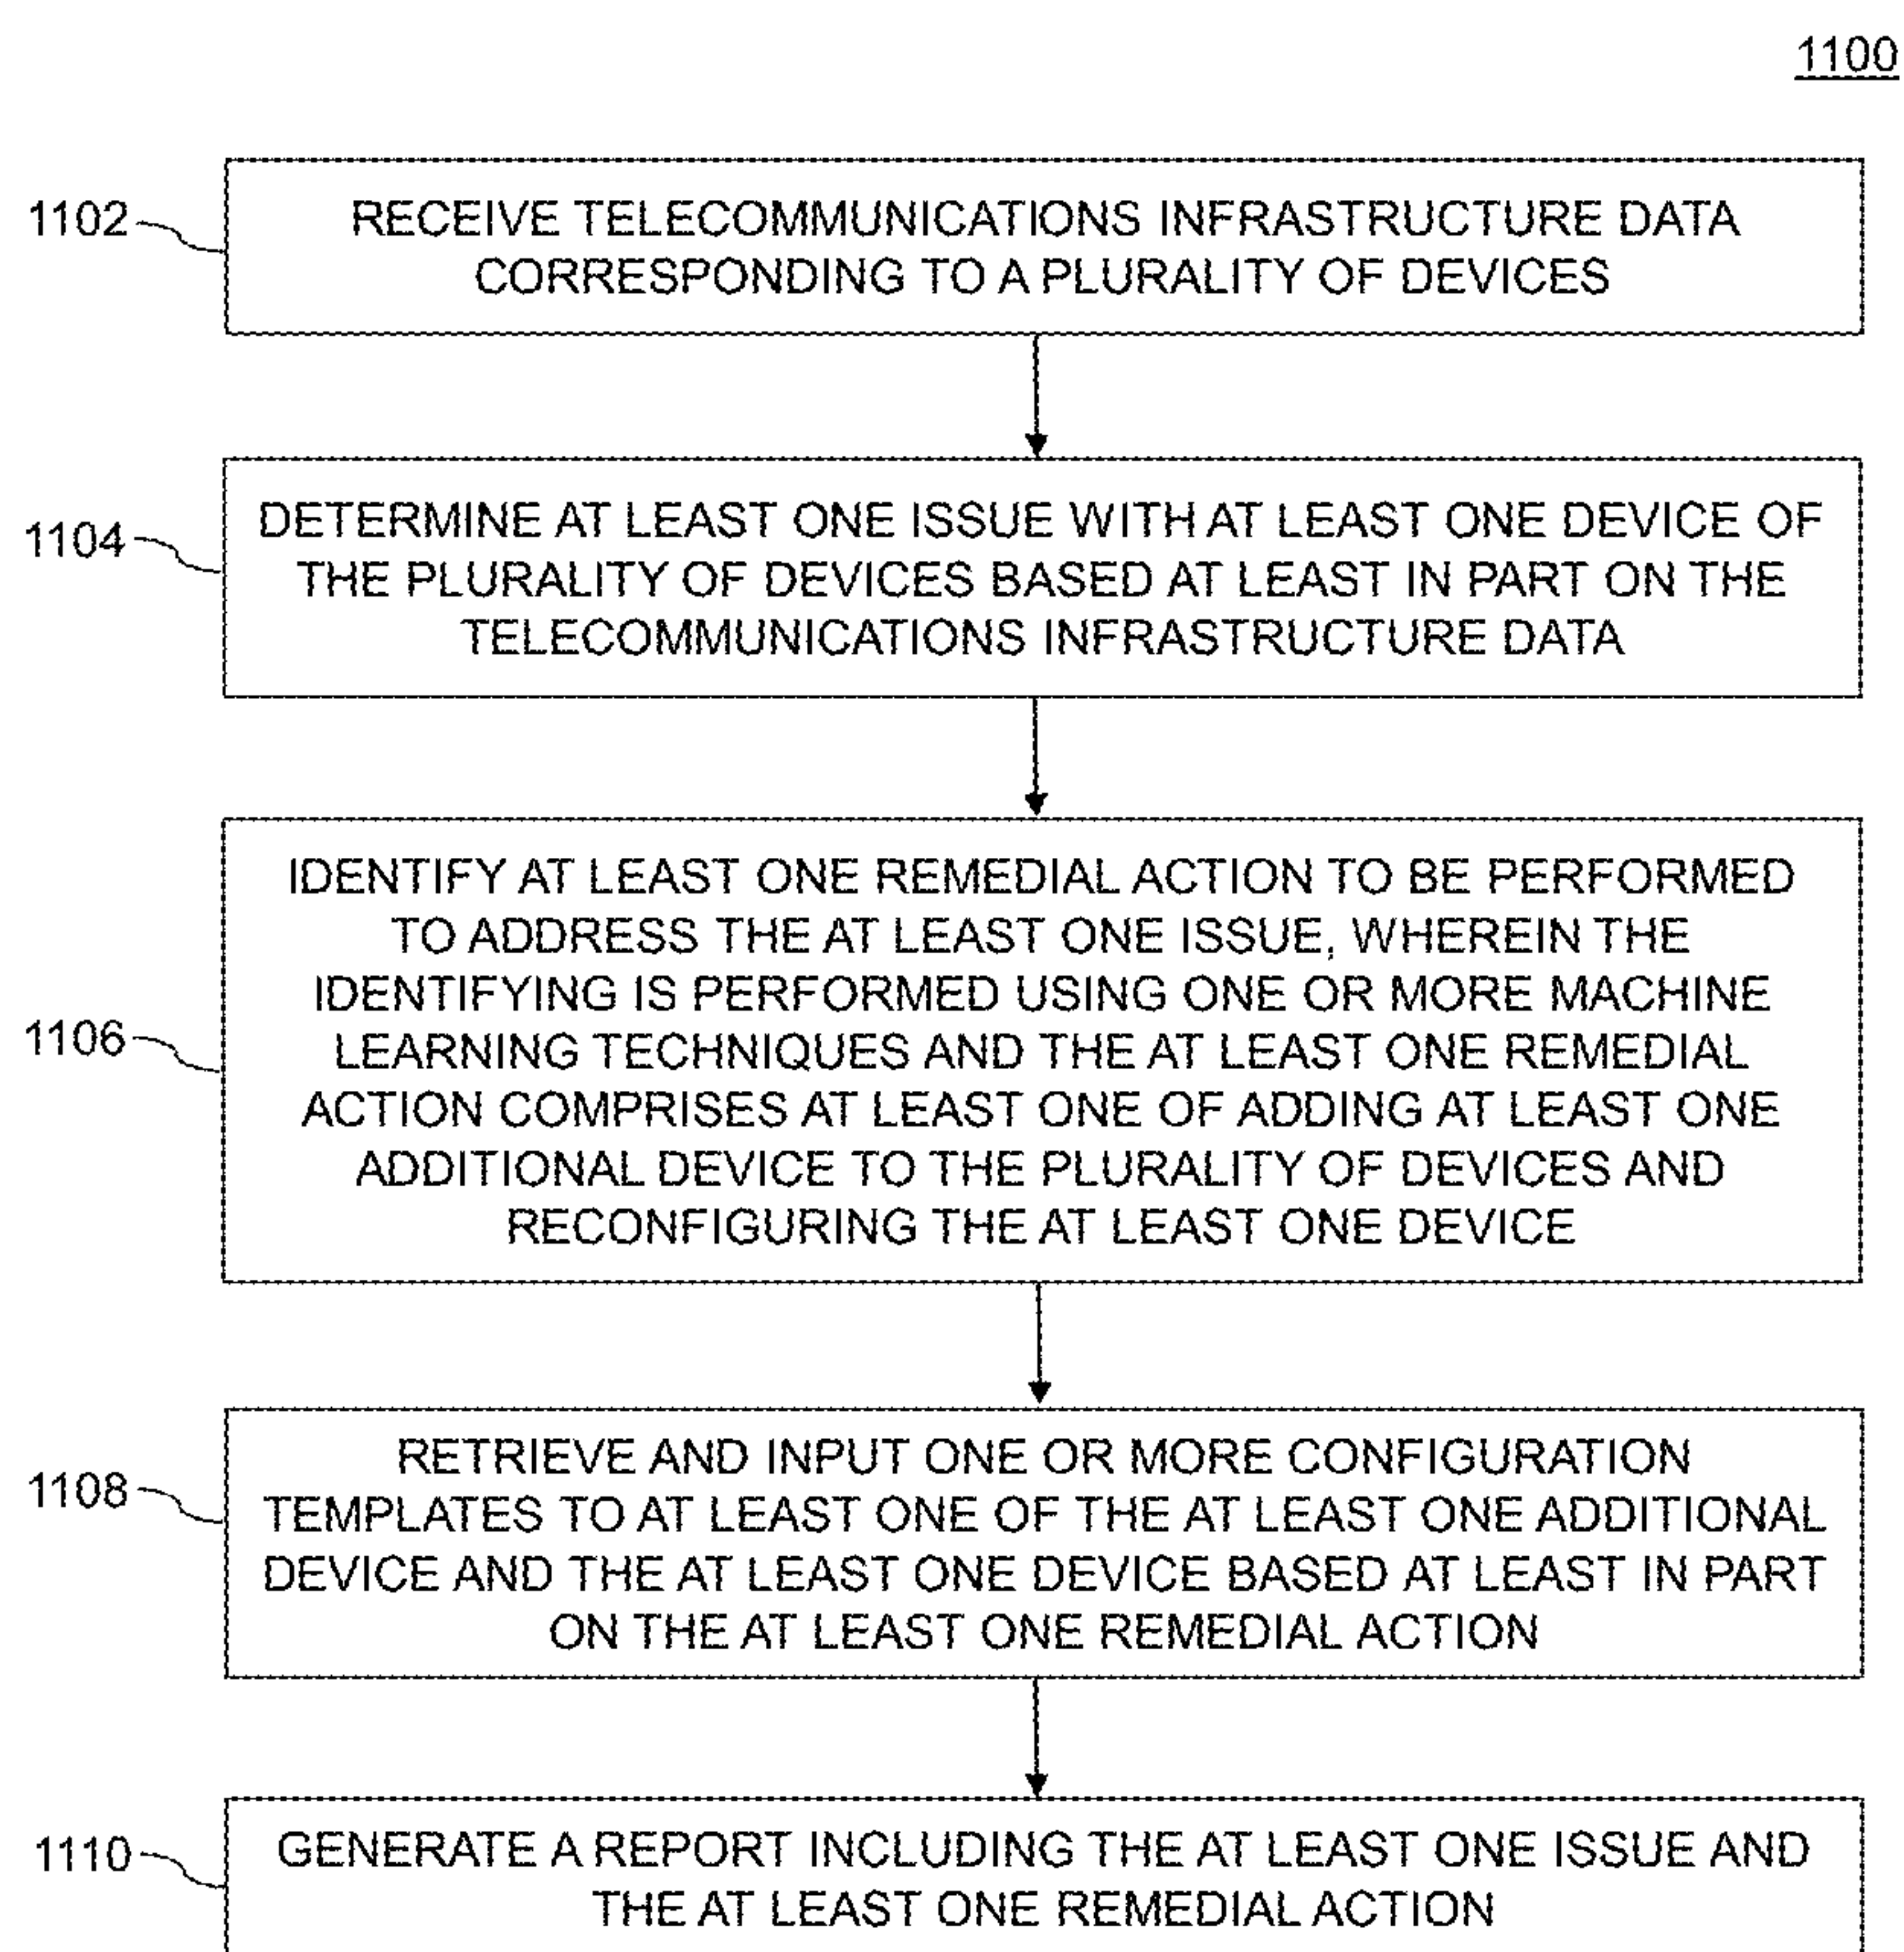 1100
1102
RECEIVE TELECOMMUNICATIONS INFRASTRUCTURE DATA
CORRESPONDING TO A PLURALITY OF DEVICES
1104
DETERMINE AT LEAST ONE ISSUE WITH AT LEAST ONE DEVICE OF
THE PLURALITY OF DEVICES BASED AT LEAST IN PART ON THE
TELECOMMUNICATIONS INFRASTRUCTURE DATA
1106
IDENTIFY AT LEAST ONE REMEDIAL ACTION TO BE PERFORMED
TO ADDRESS THE AT LEAST ONE ISSUE, WHEREIN THE
IDENTIFYING IS PERFORMED USING ONE OR MORE MACHINE
LEARNING TECHNIQUES AND THE AT LEAST ONE REMEDIAL
ACTION COMPRISES AT LEAST ONE OF ADDING AT LEAST ONE
ADDITIONAL DEVICE TO THE PLURALITY OF DEVICES AND
RECONFIGURING THE AT LEAST ONE DEVICE
1108
RETRIEVE AND INPUT ONE OR MORE CONFIGURATION
TEMPLATES TO AT LEAST ONE OF THE AT LEAST ONE ADDITIONAL
DEVICE AND THE AT LEAST ONE DEVICE BASED AT LEAST IN PART
ON THE AT LEAST ONE REMEDIAL ACTION
1110
GENERATE A REPORT INCLUDING THE AT LEAST ONE ISSUE AND
THE AT LEAST ONE REMEDIAL ACTION